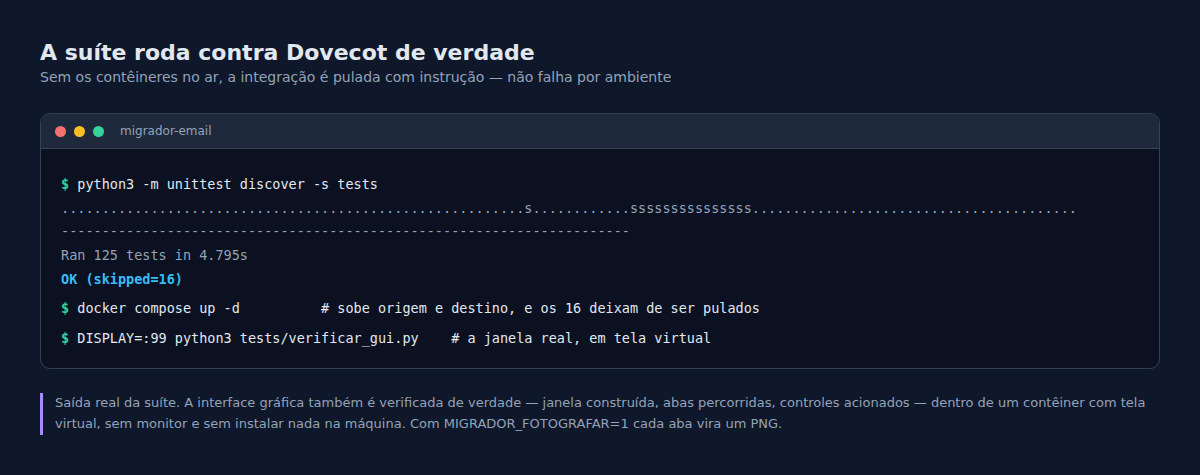 A suíte roda contra Dovecot de verdade
Sem os contêineres no ar, a integração é pulada com instrução — não falha por ambiente
migrador-email
$ python3 -m unittest discover -s tests
.........................................................s............sssssssssssssss........................................
----------------------------------------------------------------------
Ran 125 tests in 4.795s
OK (skipped=16)
$ docker compose up -d          # sobe origem e destino, e os 16 deixam de ser pulados
$ DISPLAY=:99 python3 tests/verificar_gui.py    # a janela real, em tela virtual
Saída real da suíte. A interface gráfica também é verificada de verdade — janela construída, abas percorridas, controles acionados — dentro de um contêiner com tela
virtual, sem monitor e sem instalar nada na máquina. Com MIGRADOR_FOTOGRAFAR=1 cada aba vira um PNG.